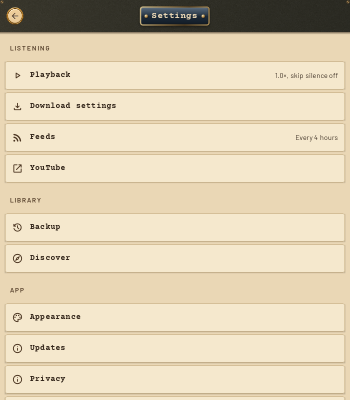 Settings
LISTENING
Playback 1.0×, skip silence off
Download settings
Feeds Every 4 hours
YouTube
LIBRARY
Backup
Discover
APP
Appearance
Updates
Privacy